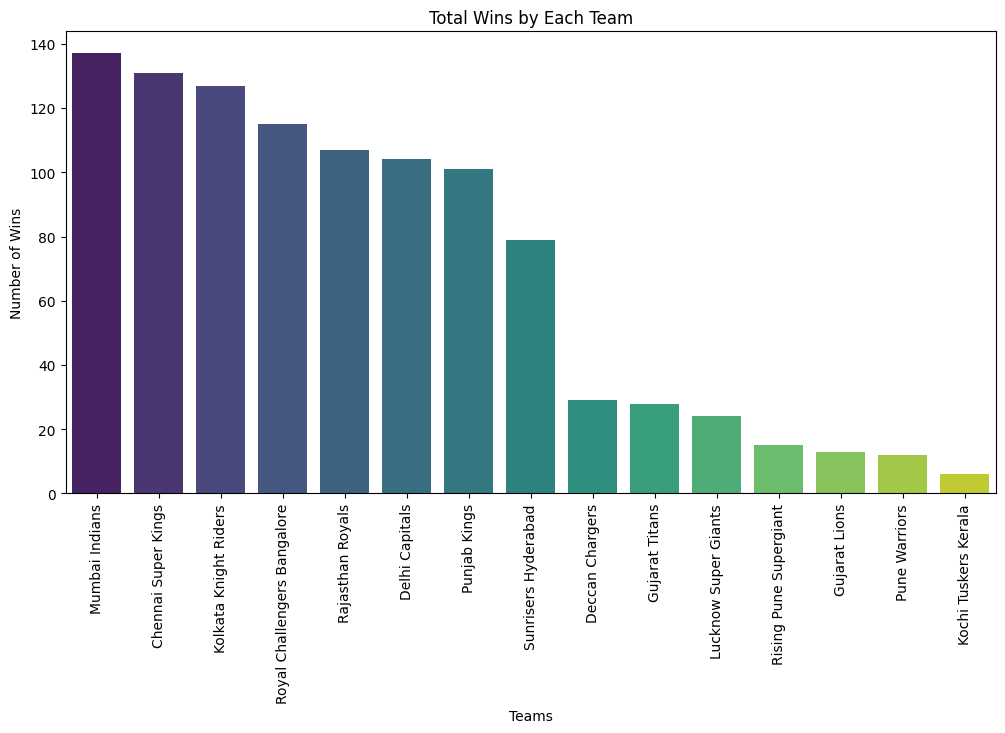 Total Wins by Each Team
Number of Wins
140
120
100
80
60
40
20
0
Mumbai Indians
Chennai Super Kings
Kolkata Knight Riders
Royal Challengers Bangalore
Rajasthan Royals
Delhi Capitals
Punjab Kings
Sunrisers Hyderabad
Deccan Chargers
Gujarat Titans
Lucknow Super Giants
Rising Pune Supergiant
Gujarat Lions
Pune Warriors
Kochi Tuskers Kerala
Teams